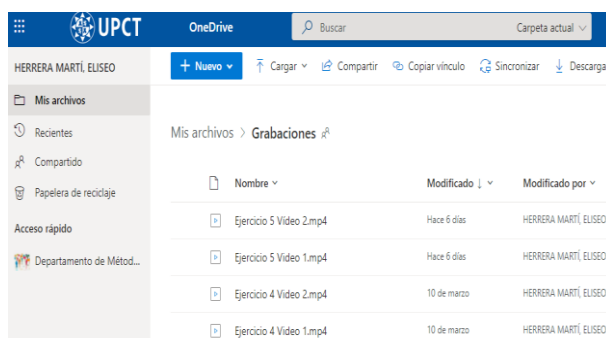 UPCT
OneDrive
Buscar
Carpeta actual
HERRERA MARTÍ, ELISEO
+ Nuevo
Cargar
Compartir
Copiar vínculo
Sincronizar
Descarga
Mis archivos
Recientes
Compartido
Papelera de reciclaje
Acceso rápido
Departamento de Métod...
Mis archivos > Grabaciones
Nombre
Modificado ↓
Modificado por
Ejercicio 5 Vídeo 2.mp4
Hace 6 días
HERRERA MARTÍ, ELISEO
Ejercicio 5 Vídeo 1.mp4
Hace 6 días
HERRERA MARTÍ, ELISEO
Ejercicio 4 Video 2.mp4
10 de marzo
HERRERA MARTÍ, ELISEO
Ejercicio 4 Video 1.mp4
10 de marzo
HERRERA MARTÍ, ELISEO